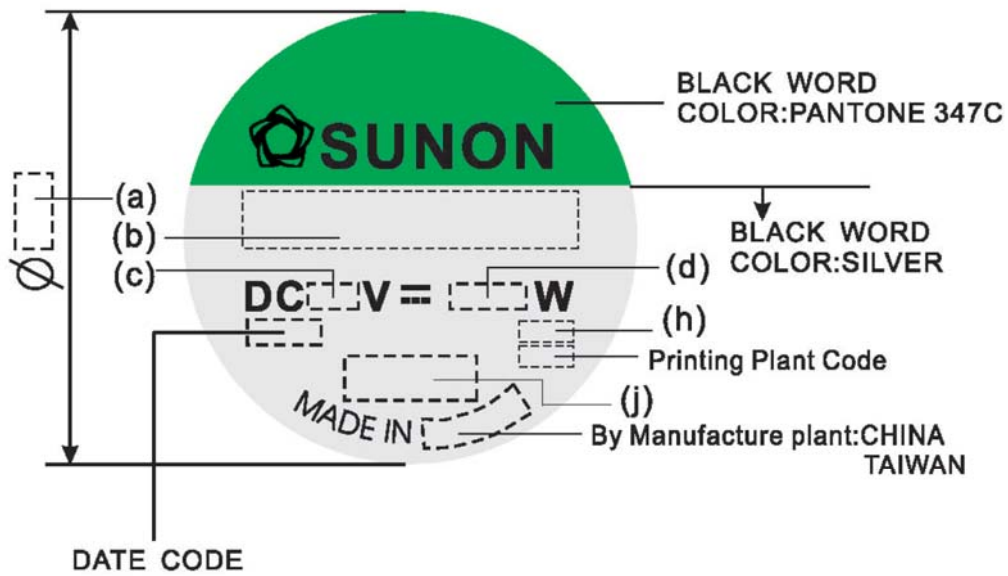 BLACK WORD
COLOR:PANTONE 347C
SUNON
(a)
(b)
BLACK WORD
COLOR:SILVER
(c)
(d)
Ø
DC V W
(h)
Printing Plant Code
(j)
MADE IN
By Manufacture plant:CHINA
TAIWAN
DATE CODE